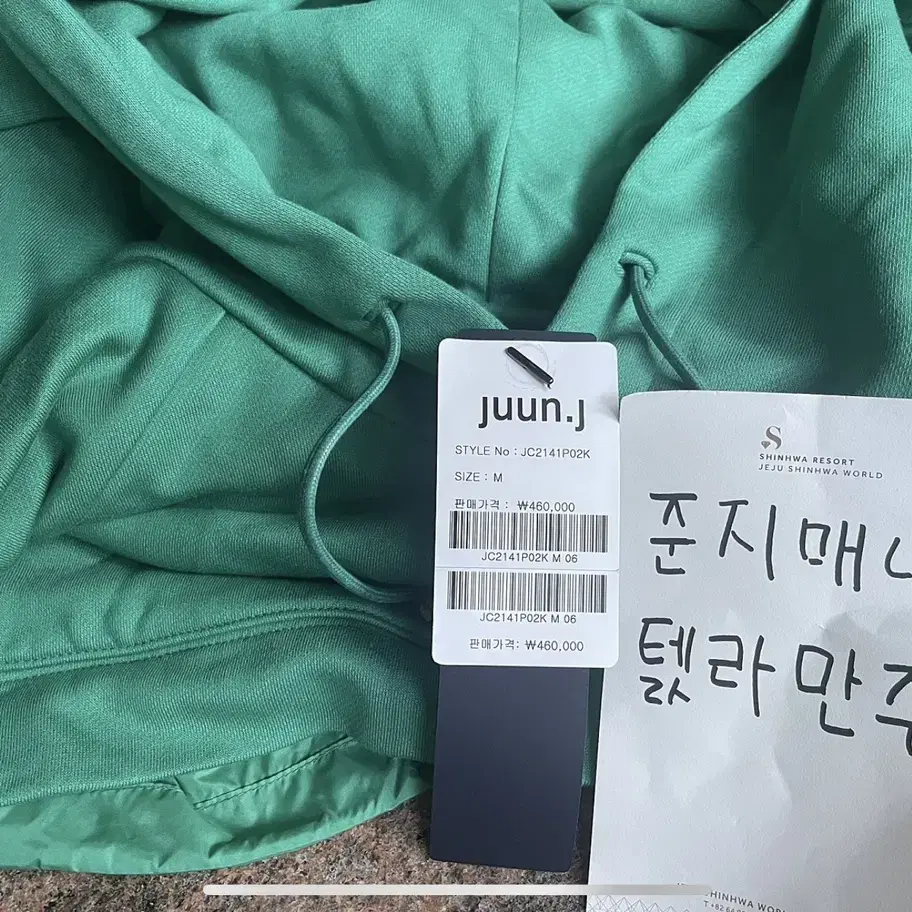 juun.j
STYLE No : JC2141P02K
SIZE : M
판매가격 : ₩460,000
JC2141P02K M 06
JC2141P02K M 06
판매가격: ₩460,000
S
SHINHWA RESORT
JEJU SHINHWA WORLD
준지매
라만